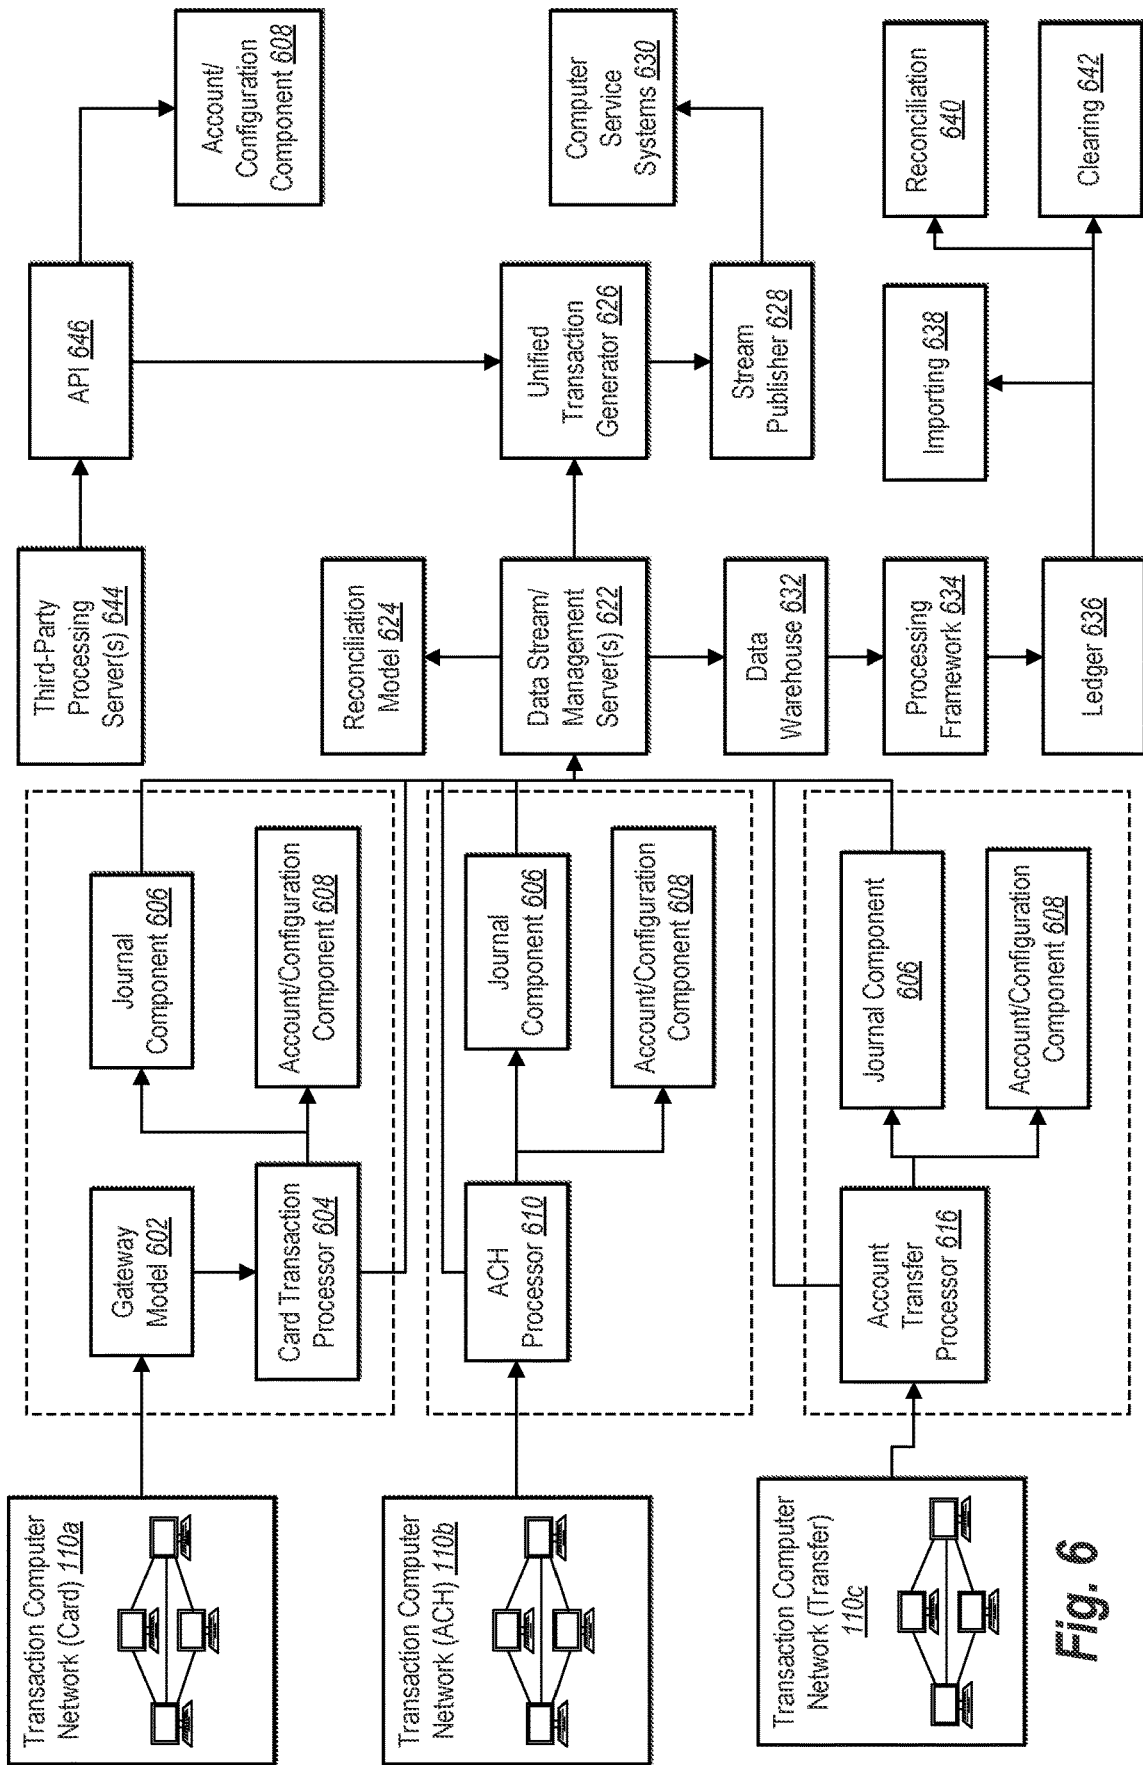 Transaction Computer
Network (Card) 110a
Gateway
Model 602
Card Transaction
Processor 604
Journal
Component 606
Account/Configuration
Component 608
Third-Party
Processing
Server(s) 644
API 646
Account/
Configuration
Component 608
Transaction Computer
Network (ACH) 110b
ACH
Processor 610
Journal
Component 606
Account/Configuration
Component 608
Reconciliation
Model 624
Data Stream/
Management
Server(s) 622
Unified
Transaction
Generator 626
Stream
Publisher 628
Computer
Service
Systems 630
Transaction Computer
Network (Transfer)
110c
Account
Transfer
Processor 616
Journal Component
606
Account/Configuration
Component 608
Data
Warehouse 632
Processing
Framework 634
Ledger 636
Importing 638
Reconciliation
640
Clearing 642
Fig. 6